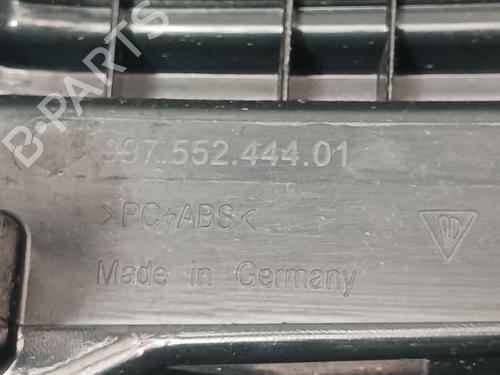 B-PARTS
997.552.444.01
>PC+ABS<
Made in Germany